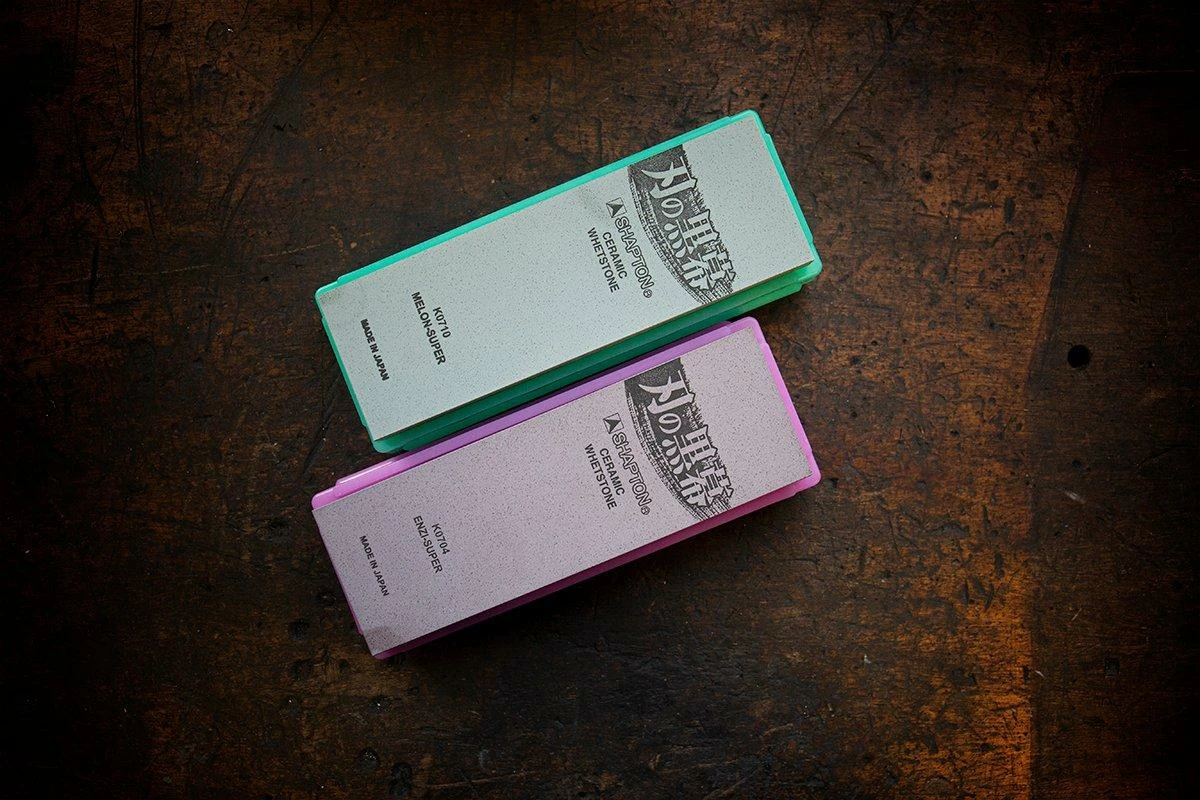 刃の黒幕
SHAPTON®
CERAMIC
WHETSTONE
K0710
MELON-SUPER
MADE IN JAPAN
刃の黒幕
SHAPTON®
CERAMIC
WHETSTONE
K0704
ENZI-SUPER
MADE IN JAPAN